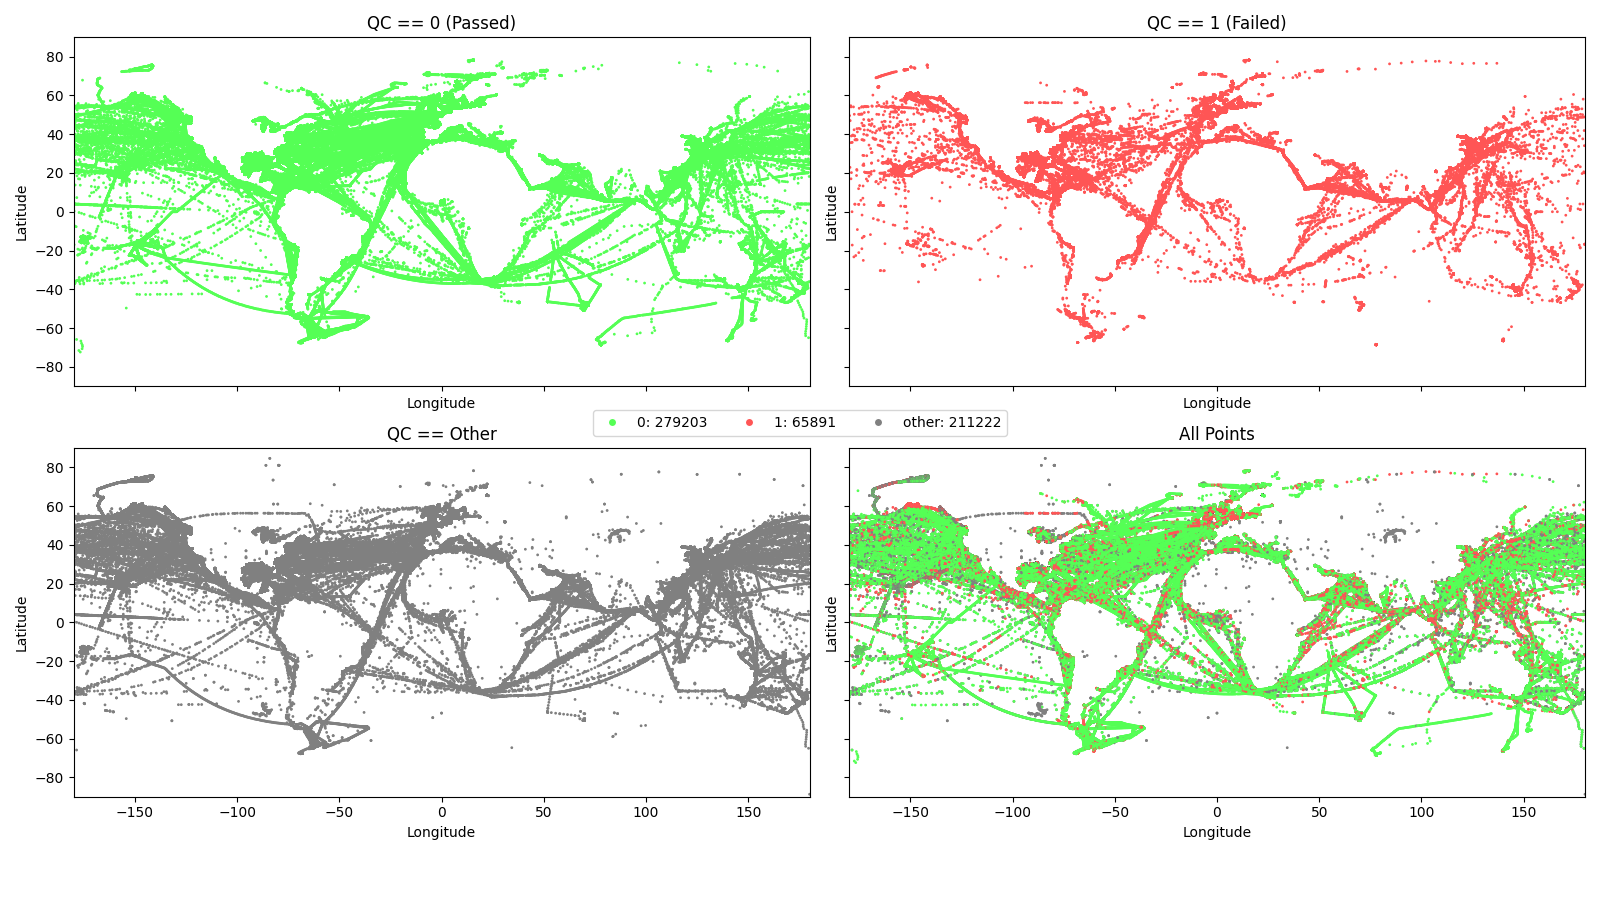 QC == 0 (Passed)
QC == 1 (Failed)
80
60
40
20
0
−20
−40
−60
−80
Latitude
Latitude
Longitude
Longitude
0: 279203 1: 65891 other: 211222
QC == Other
All Points
80
60
40
20
0
−20
−40
−60
−80
Latitude
Latitude
−150 −100 −50 0 50 100 150
−150 −100 −50 0 50 100 150
Longitude
Longitude